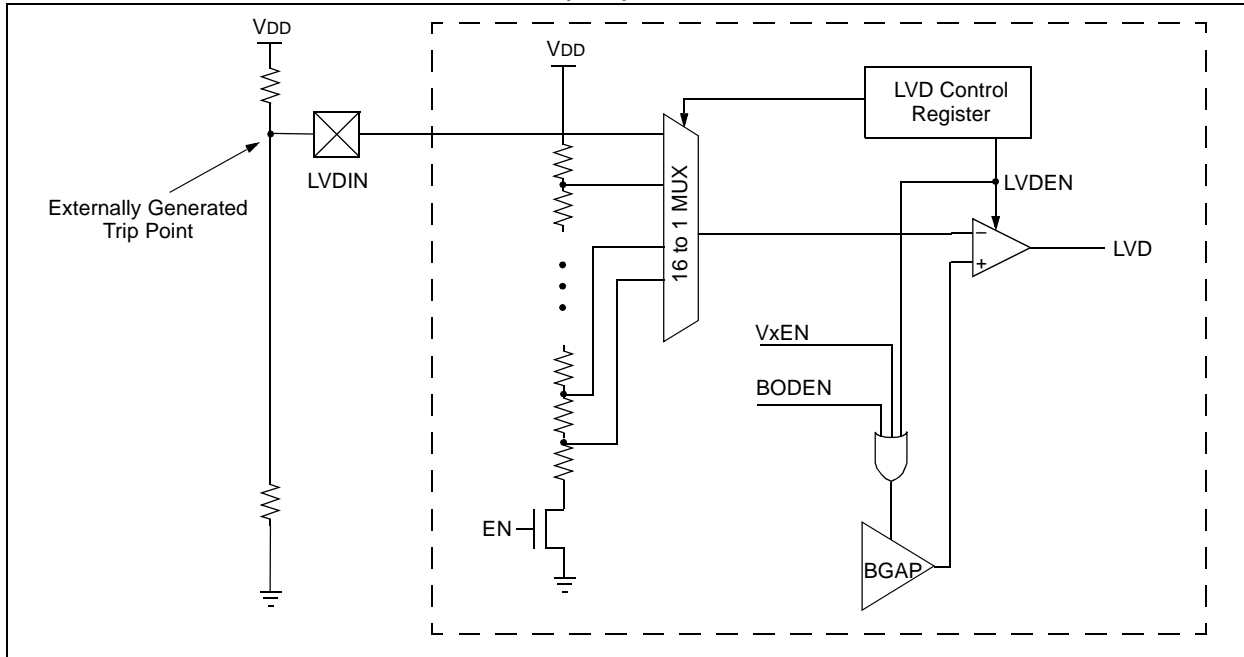 VDD
VDD
LVD Control
Register
LVDIN
16 to 1 MUX
LVDEN
Externally Generated
Trip Point
–
+
LVD
VxEN
BODEN
EN
BGAP